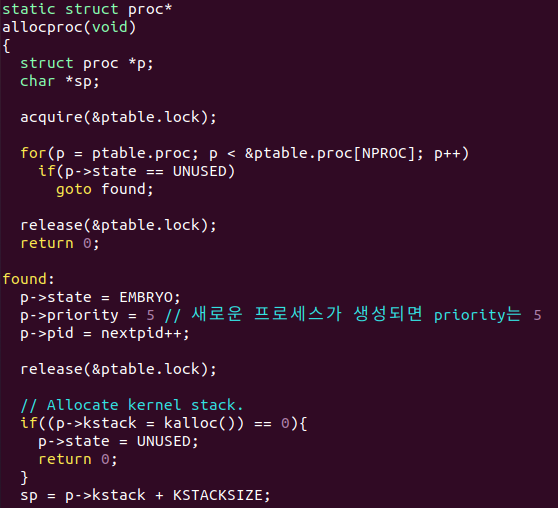 static struct proc*
allocproc(void)
{
  struct proc *p;
  char *sp;

  acquire(&ptable.lock);

  for(p = ptable.proc; p < &ptable.proc[NPROC]; p++)
    if(p->state == UNUSED)
      goto found;

  release(&ptable.lock);
  return 0;

found:
  p->state = EMBRYO;
  p->priority = 5 // 새로운 프로세스가 생성되면 priority는 5
  p->pid = nextpid++;

  release(&ptable.lock);

  // Allocate kernel stack.
  if((p->kstack = kalloc()) == 0){
    p->state = UNUSED;
    return 0;
  }
  sp = p->kstack + KSTACKSIZE;